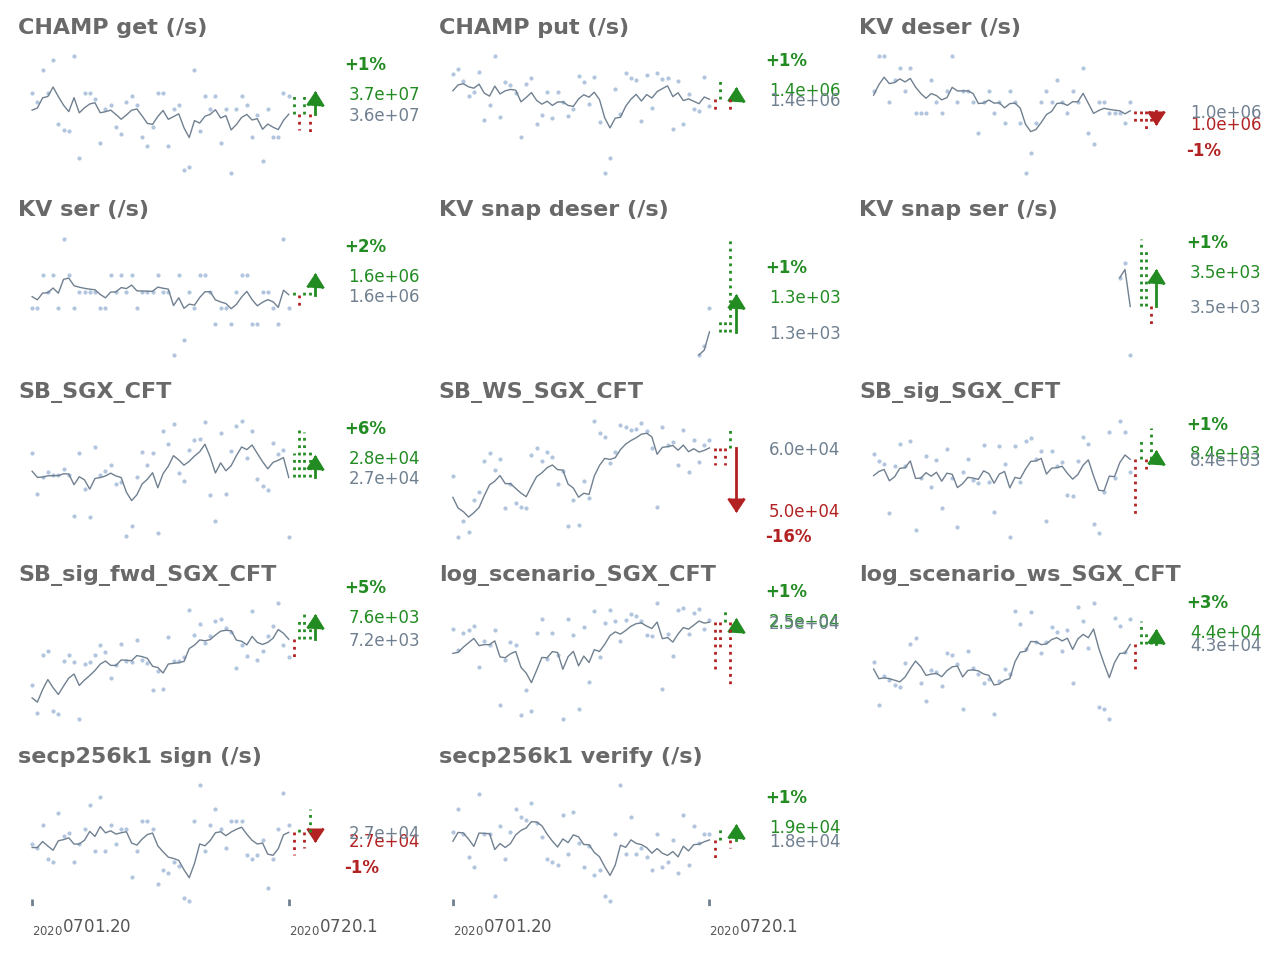 CHAMP get (/s)
+1%
3.7e+07
3.6e+07
CHAMP put (/s)
+1%
1.4e+06
1.4e+06
KV deser (/s)
1.0e+06
1.0e+06
-1%
KV ser (/s)
+2%
1.6e+06
1.6e+06
KV snap deser (/s)
+1%
1.3e+03
1.3e+03
KV snap ser (/s)
+1%
3.5e+03
3.5e+03
SB_SGX_CFT
+6%
2.8e+04
2.7e+04
SB_WS_SGX_CFT
6.0e+04
5.0e+04
-16%
SB_sig_SGX_CFT
+1%
8.4e+03
8.4e+03
SB_sig_fwd_SGX_CFT
+5%
7.6e+03
7.2e+03
log_scenario_SGX_CFT
+1%
2.5e+04
2.5e+04
log_scenario_ws_SGX_CFT
+3%
4.4e+04
4.3e+04
secp256k1 sign (/s)
2.7e+04
2.7e+04
-1%
secp256k1 verify (/s)
+1%
1.9e+04
1.8e+04
20200701.20
20200720.1
20200701.20
20200720.1